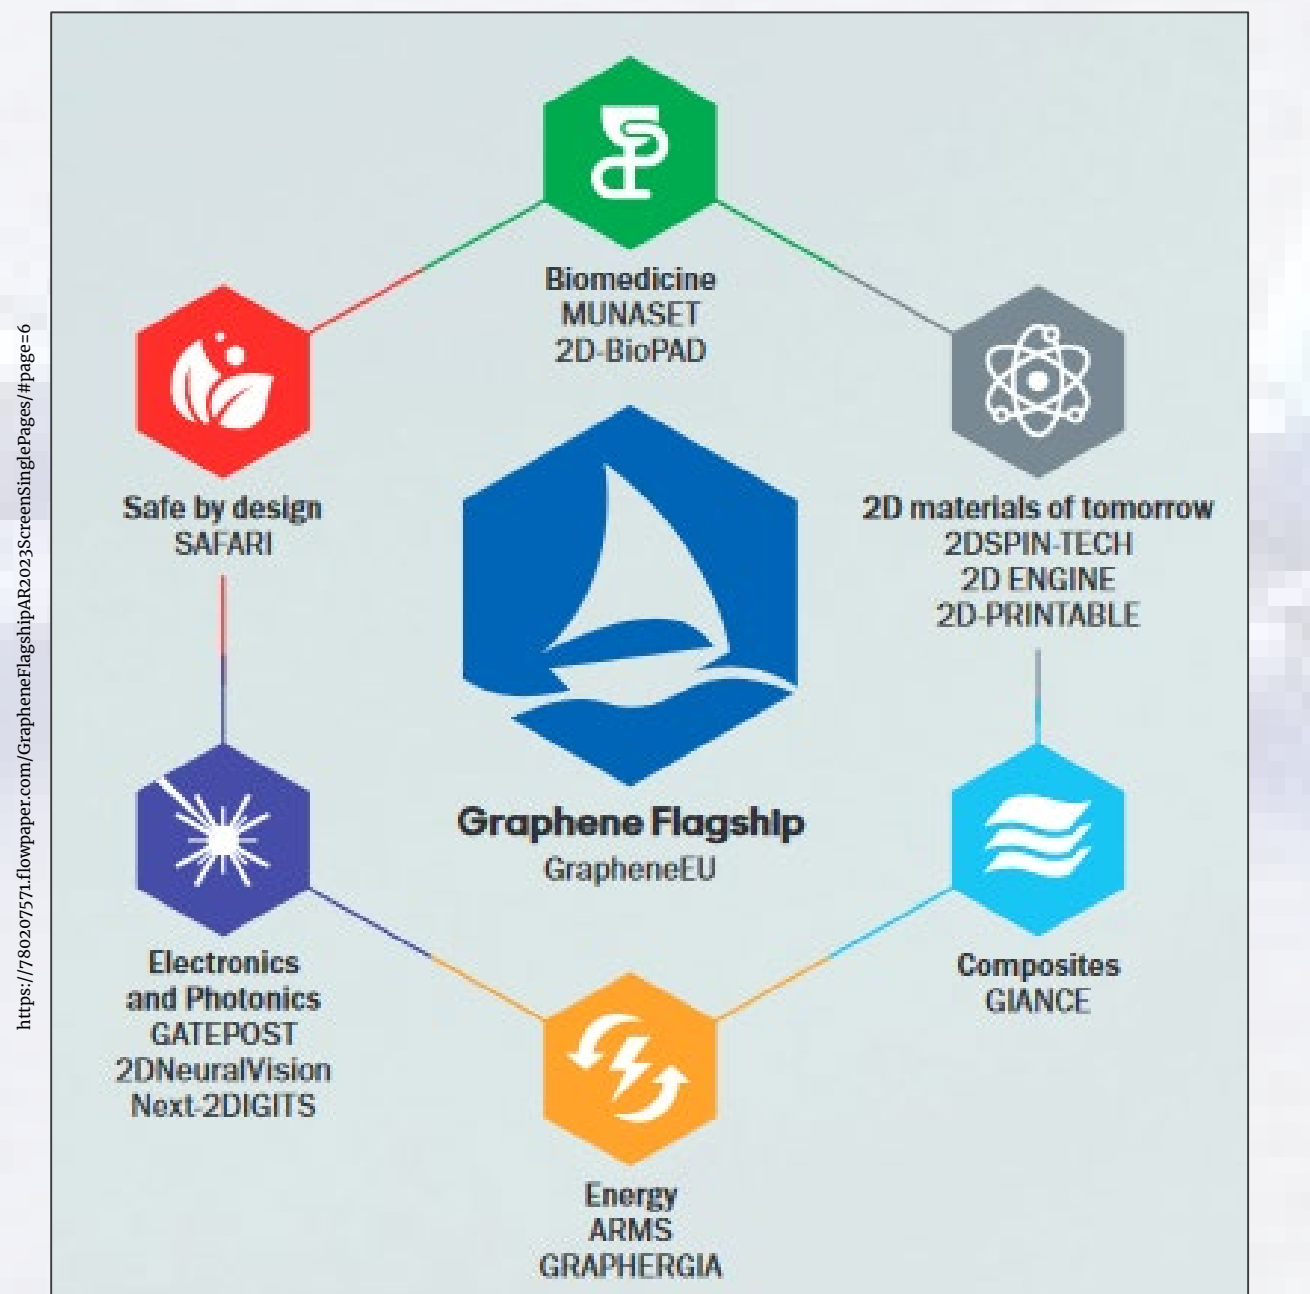 https://780207571.flowpaper.com/GrapheneFlagshipAR2023ScreenSinglePages/#page=6
Biomedicine
MUNASET
2D-BioPAD
Safe by design
SAFARI
2D materials of tomorrow
2DSPIN-TECH
2D ENGINE
2D-PRINTABLE
Graphene Flagship
GrapheneEU
Electronics
and Photonics
GATEPOST
2DNeuralVision
Next-2DIGITS
Composites
GIANCE
Energy
ARMS
GRAPHERGIA